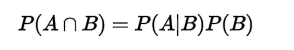 P(A ∩ B) = P(A|B)P(B)